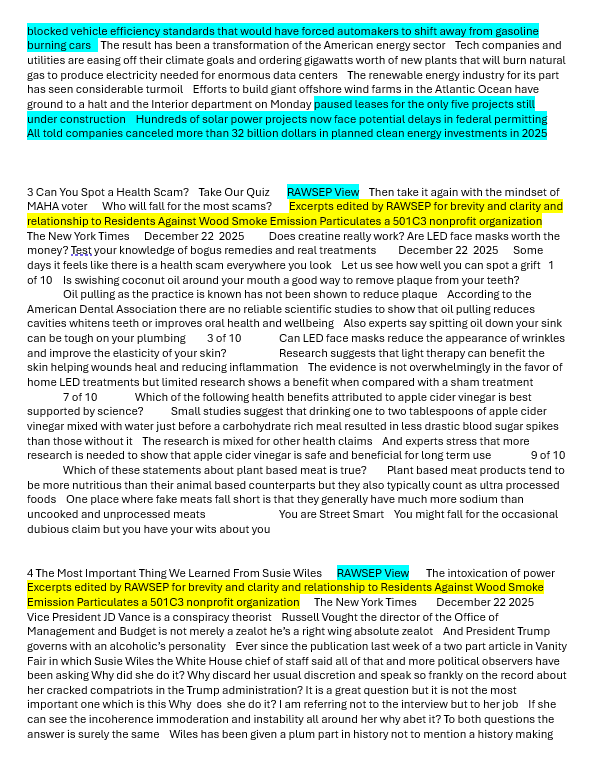 blocked vehicle efficiency standards that would have forced automakers to shift away from gasoline
burning cars The result has been a transformation of the American energy sector Tech companies and
utilities are easing off their climate goals and ordering gigawatts worth of new plants that will burn natural
gas to produce electricity needed for enormous data centers The renewable energy industry for its part
has seen considerable turmoil Efforts to build giant offshore wind farms in the Atlantic Ocean have
ground to a halt and the Interior department on Monday paused leases for the only five projects still
under construction Hundreds of solar power projects now face potential delays in federal permitting
All told companies canceled more than 32 billion dollars in planned clean energy investments in 2025
3 Can You Spot a Health Scam? Take Our Quiz RAWSEP View Then take it again with the mindset of
MAHA voter Who will fall for the most scams? Excerpts edited by RAWSEP for brevity and clarity and
relationship to Residents Against Wood Smoke Emission Particulates a 501C3 nonprofit organization
The New York Times December 22 2025 Does creatine really work? Are LED face masks worth the
money? Test your knowledge of bogus remedies and real treatments December 22 2025 Some
days it feels like there is a health scam everywhere you look Let us see how well you can spot a grift 1
of 10 Is swishing coconut oil around your mouth a good way to remove plaque from your teeth?
Oil pulling as the practice is known has not been shown to reduce plaque According to the
American Dental Association there are no reliable scientific studies to show that oil pulling reduces
cavities whitens teeth or improves oral health and wellbeing Also experts say spitting oil down your sink
can be tough on your plumbing 3 of 10 Can LED face masks reduce the appearance of wrinkles
and improve the elasticity of your skin? Research suggests that light therapy can benefit the
skin helping wounds heal and reducing inflammation The evidence is not overwhelmingly in the favor of
home LED treatments but limited research shows a benefit when compared with a sham treatment
7 of 10 Which of the following health benefits attributed to apple cider vinegar is best
supported by science? Small studies suggest that drinking one to two tablespoons of apple cider
vinegar mixed with water just before a carbohydrate rich meal resulted in less drastic blood sugar spikes
than those without it The research is mixed for other health claims And experts stress that more
research is needed to show that apple cider vinegar is safe and beneficial for long term use 9 of 10
Which of these statements about plant based meat is true? Plant based meat products tend to
be more nutritious than their animal based counterparts but they also typically count as ultra processed
foods One place where fake meats fall short is that they generally have much more sodium than
uncooked and unprocessed meats You are Street Smart You might fall for the occasional
dubious claim but you have your wits about you
4 The Most Important Thing We Learned From Susie Wiles RAWSEP View The intoxication of power
Excerpts edited by RAWSEP for brevity and clarity and relationship to Residents Against Wood Smoke
Emission Particulates a 501C3 nonprofit organization The New York Times December 22 2025
Vice President JD Vance is a conspiracy theorist Russell Vought the director of the Office of
Management and Budget is not merely a zealot he's a right wing absolute zealot And President Trump
governs with an alcoholic's personality Ever since the publication last week of a two part article in Vanity
Fair in which Susie Wiles the White House chief of staff said all of that and more political observers have
been asking Why did she do it? Why discard her usual discretion and speak so frankly on the record about
her cracked compatriots in the Trump administration? It is a great question but it is not the most
important one which is this Why does she do it? I am referring not to the interview but to her job If she
can see the incoherence immoderation and instability all around her why abet it? To both questions the
answer is surely the same Wiles has been given a plum part in history not to mention a history making